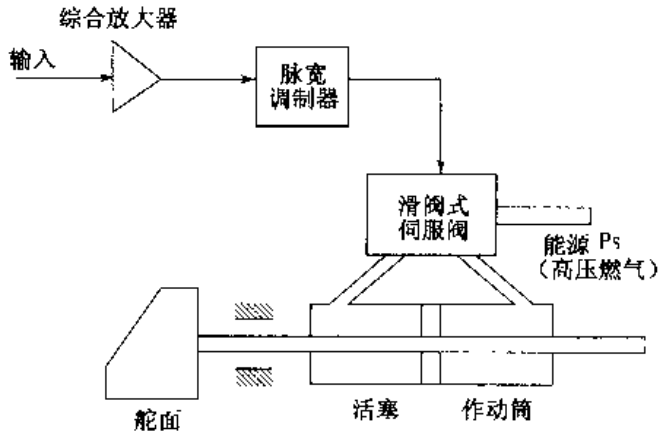 综合放大器
输入
脉宽
调制器
滑阀式
伺服阀
能源 Ps
（高压燃气）
舵面
活塞
作动筒